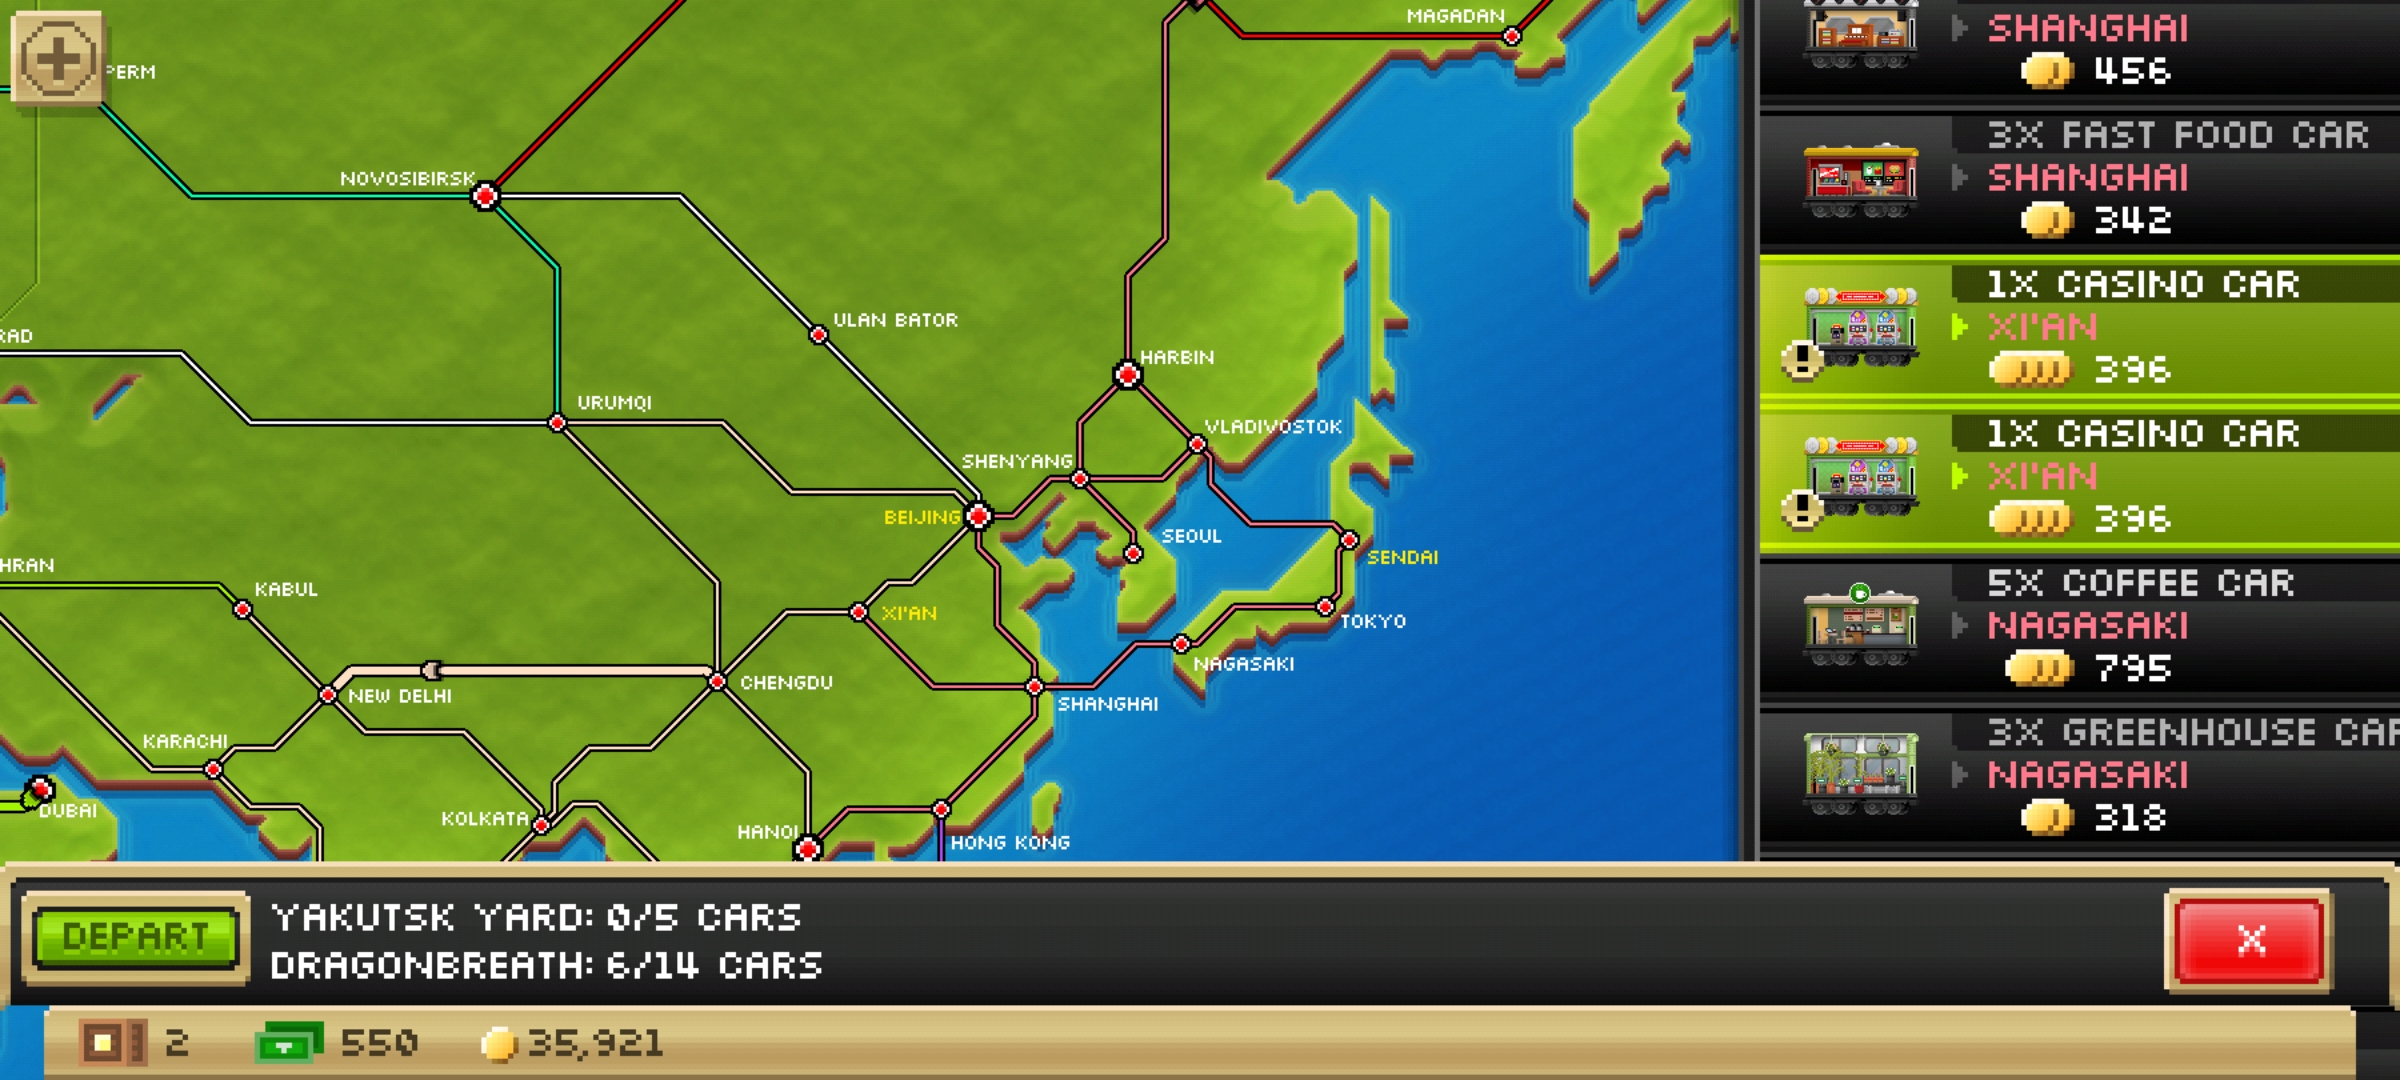 MAGADAN
PERM
NOVOSIBIRSK
ULAN BATOR
RAD
HARBIN
URUMQI
VLADIVOSTOK
SHENYANG
BEIJING
SEOUL
SENDAI
HRAN
KABUL
XI'AN
TOKYO
NAGASAKI
NEW DELHI
CHENGDU
SHANGHAI
KARACHI
DUBAI
KOLKATA
HANOI
HONG KONG
SHANGHAI
456
3X FAST FOOD CAR
SHANGHAI
342
1X CASINO CAR
XI'AN
396
1X CASINO CAR
XI'AN
396
5X COFFEE CAR
NAGASAKI
795
3X GREENHOUSE CAR
NAGASAKI
318
DEPART
YAKUTSK YARD: 0/5 CARS
DRAGONBREATH: 6/14 CARS
X
2
550
35,921